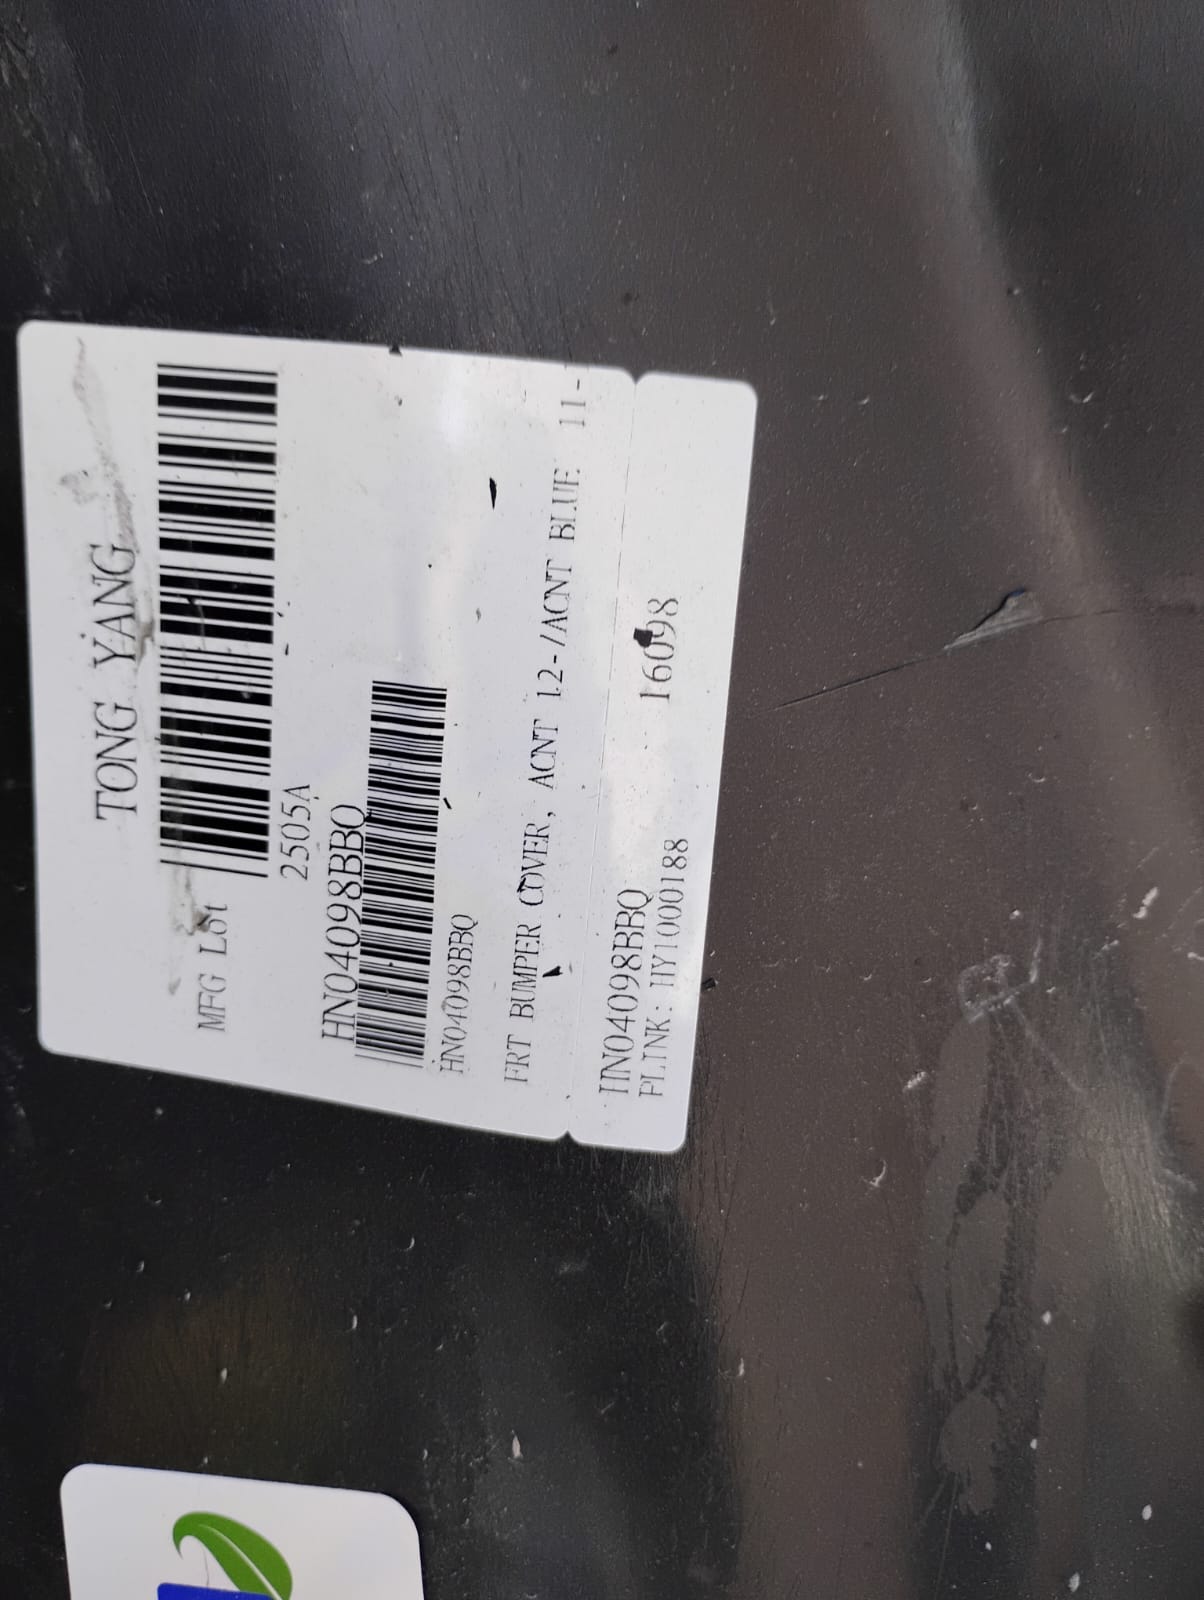 TONG YANG
MFG Lot
2505A
HN04098BBQ
HN04098BBQ
FRT BUMPER COVER, ACNT 12-/ACNT BLUE 11-
HN04098BBQ 16098
PLINK: HY1000188